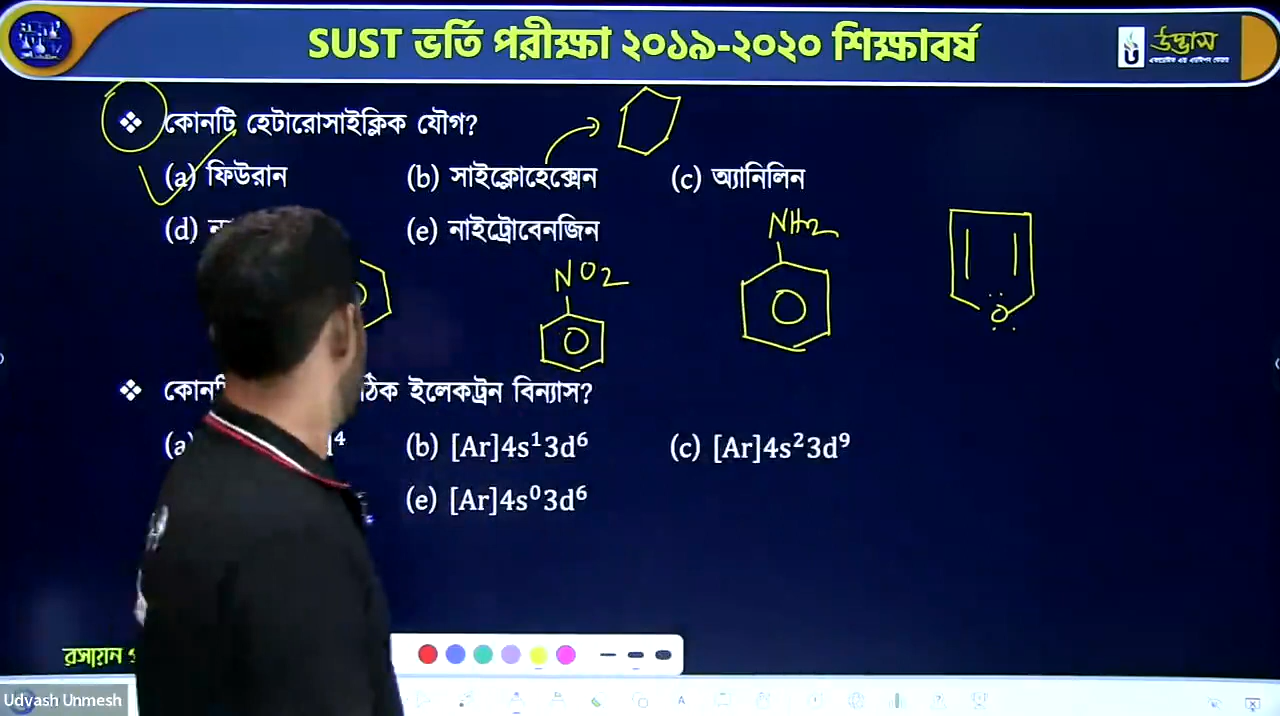 SUST ভর্তি পরীক্ষা ২০১৯-২০২০ শিক্ষাবর্ষ
উদ্ভাস
কোনটি হেটারোসাইক্লিক যৌগ?
(a) ফিউরান (b) সাইক্লোহেক্সেন (c) অ্যানিলিন
(d) (e) নাইট্রোবেনজিন
NH2
NO2
O
ইলেকট্রন বিন্যাস?
(b) [Ar]4s¹3d⁶ (c) [Ar]4s²3d⁹
(e) [Ar]4s⁰3d⁶
রসায়ন
Udvash Unmesh